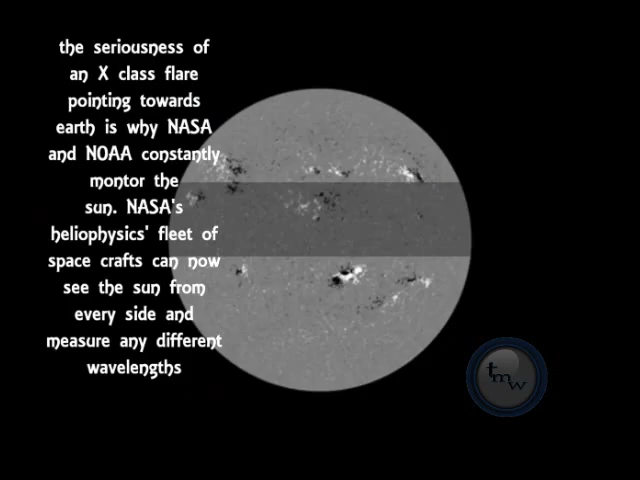 the seriousness of
an X class flare
pointing towards
earth is why NASA
and NOAA constantly
montor the
sun. NASA's
heliophysics' fleet of
space crafts can now
see the sun from
every side and
measure any different
wavelengths
tmw